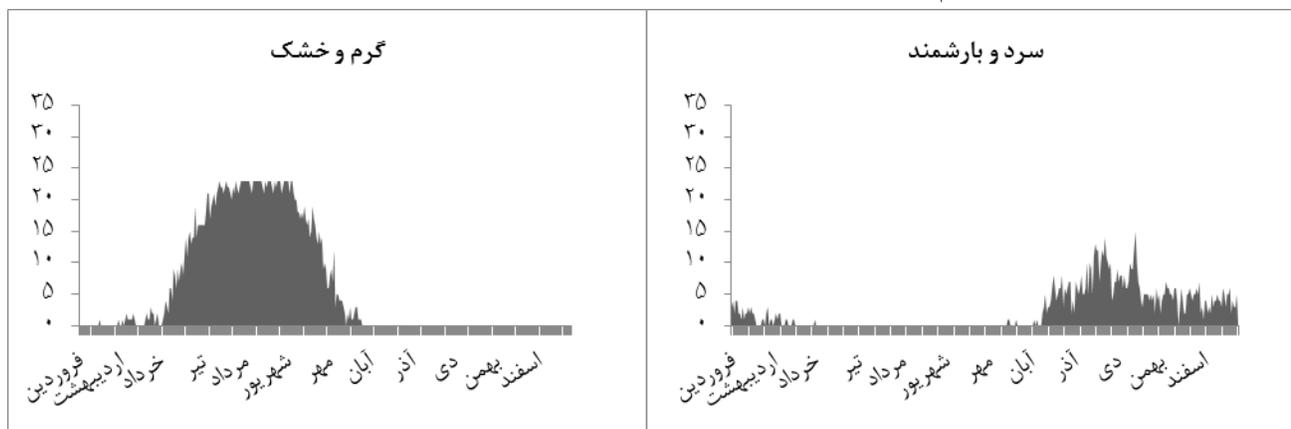 سرد و بارشمند
۳۵
۳۰
۲۵
۲۰
۱۵
۱۰
۵
۰
فروردین
اردیبهشت
خرداد
تیر
مرداد
شهریور
مهر
آبان
آذر
دی
بهمن
اسفند
گرم و خشک
۳۵
۳۰
۲۵
۲۰
۱۵
۱۰
۵
۰
فروردین
اردیبهشت
خرداد
تیر
مرداد
شهریور
مهر
آبان
آذر
دی
بهمن
اسفند